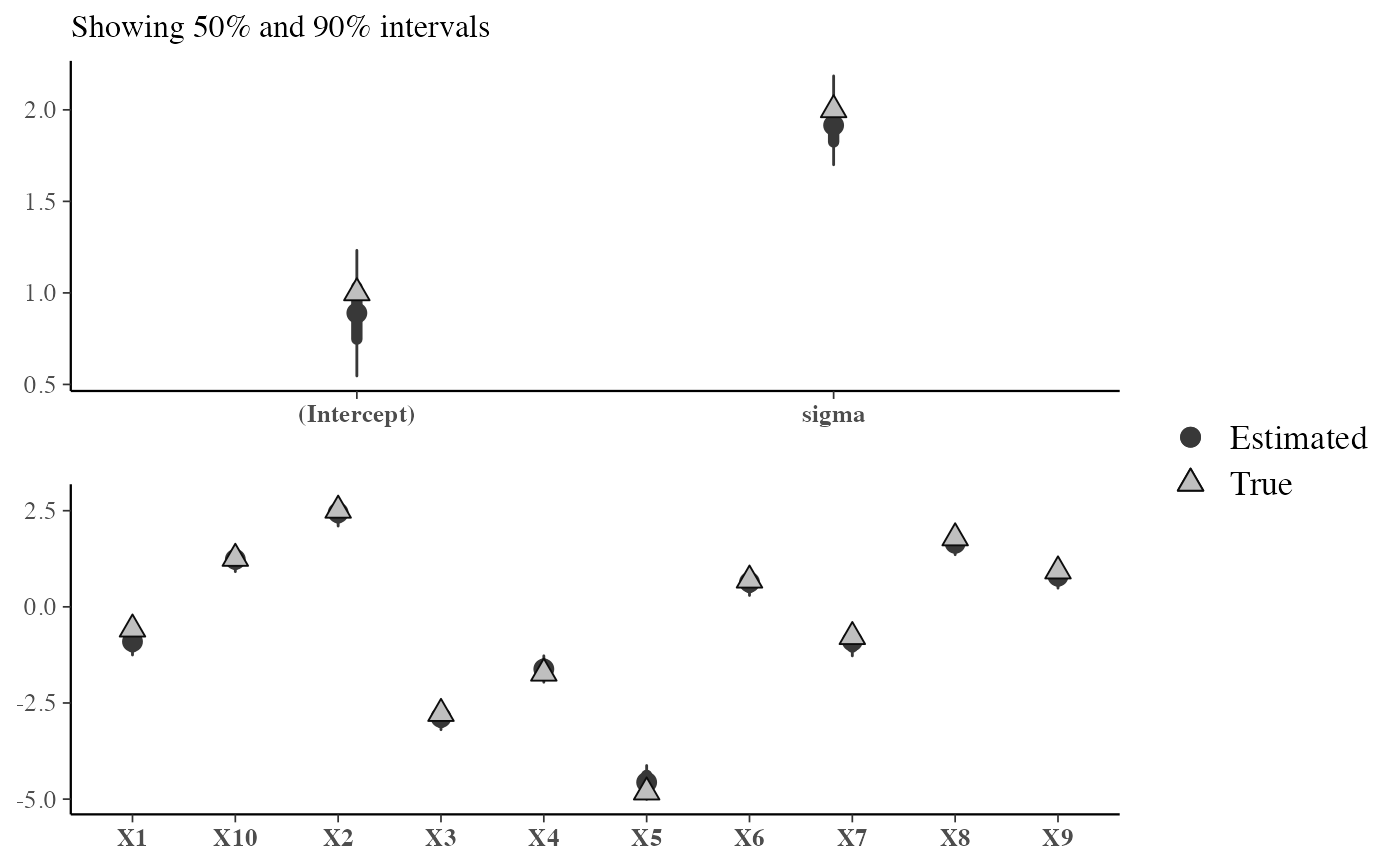 Showing 50% and 90% intervals
2.0
1.5
1.0
0.5
(Intercept) sigma
Estimated
True
2.5
0.0
-2.5
-5.0
X1 X10 X2 X3 X4 X5 X6 X7 X8 X9